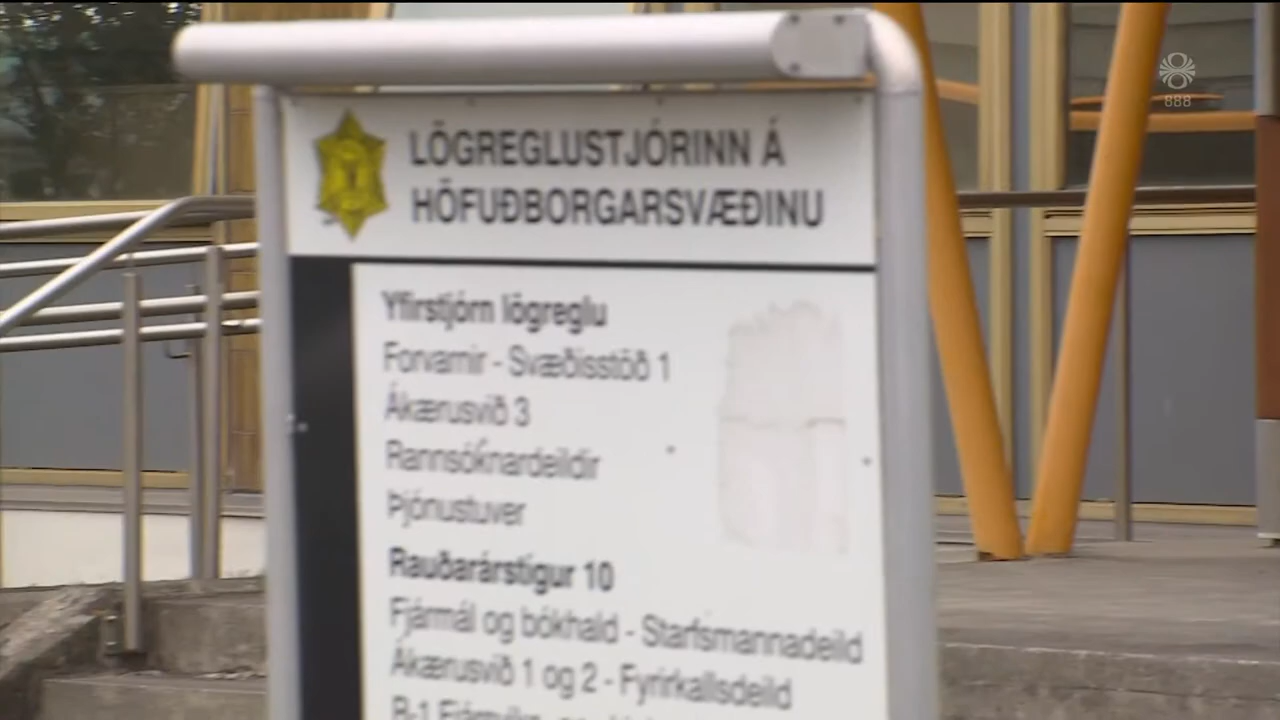 888
LÖGREGLUSTJÓRINN Á
HÖFUÐBORGARSVÆÐINU
Yfirstjórn lögreglu
Forvarnir - Svæðisstöð 1
Ákærusvið 3
Rannsóknardeildir
Þjónustuver
Rauðarárstígur 10
Fjármál og bókhald - Starfsmannadeild
Ákærusvið 1 og 2 - Fyrirkallsdeild